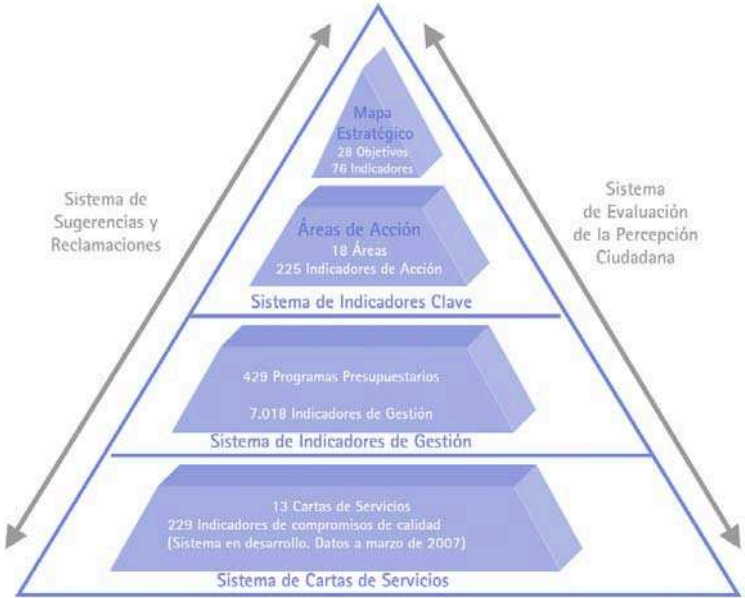 Mapa
Estratégico
28 Objetivos
76 Indicadores
Sistema de
Sugerencias y
Reclamaciones
Sistema
de Evaluación
de la Percepción
Ciudadana
Áreas de Acción
18 Áreas
225 Indicadores de Acción
Sistema de Indicadores Clave
429 Programas Presupuestarios
7.018 Indicadores de Gestión
Sistema de Indicadores de Gestión
13 Cartas de Servicios
229 Indicadores de compromisos de calidad
(Sistema en desarrollo. Datos a marzo de 2007)
Sistema de Cartas de Servicios